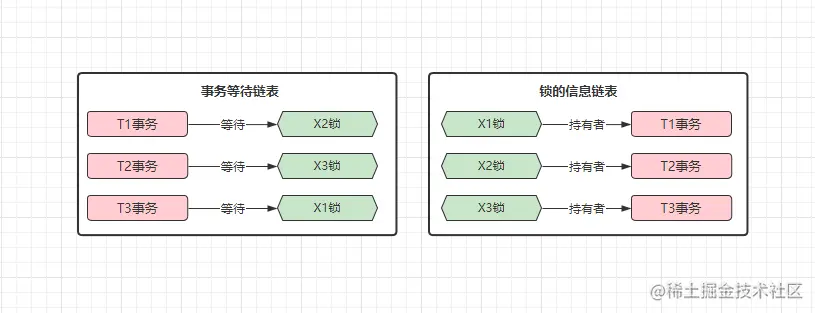 事务等待链表
T1事务 等待 X2锁
T2事务 等待 X3锁
T3事务 等待 X1锁
锁的信息链表
X1锁 持有者 T1事务
X2锁 持有者 T2事务
X3锁 持有者 T3事务
@稀土掘金技术社区